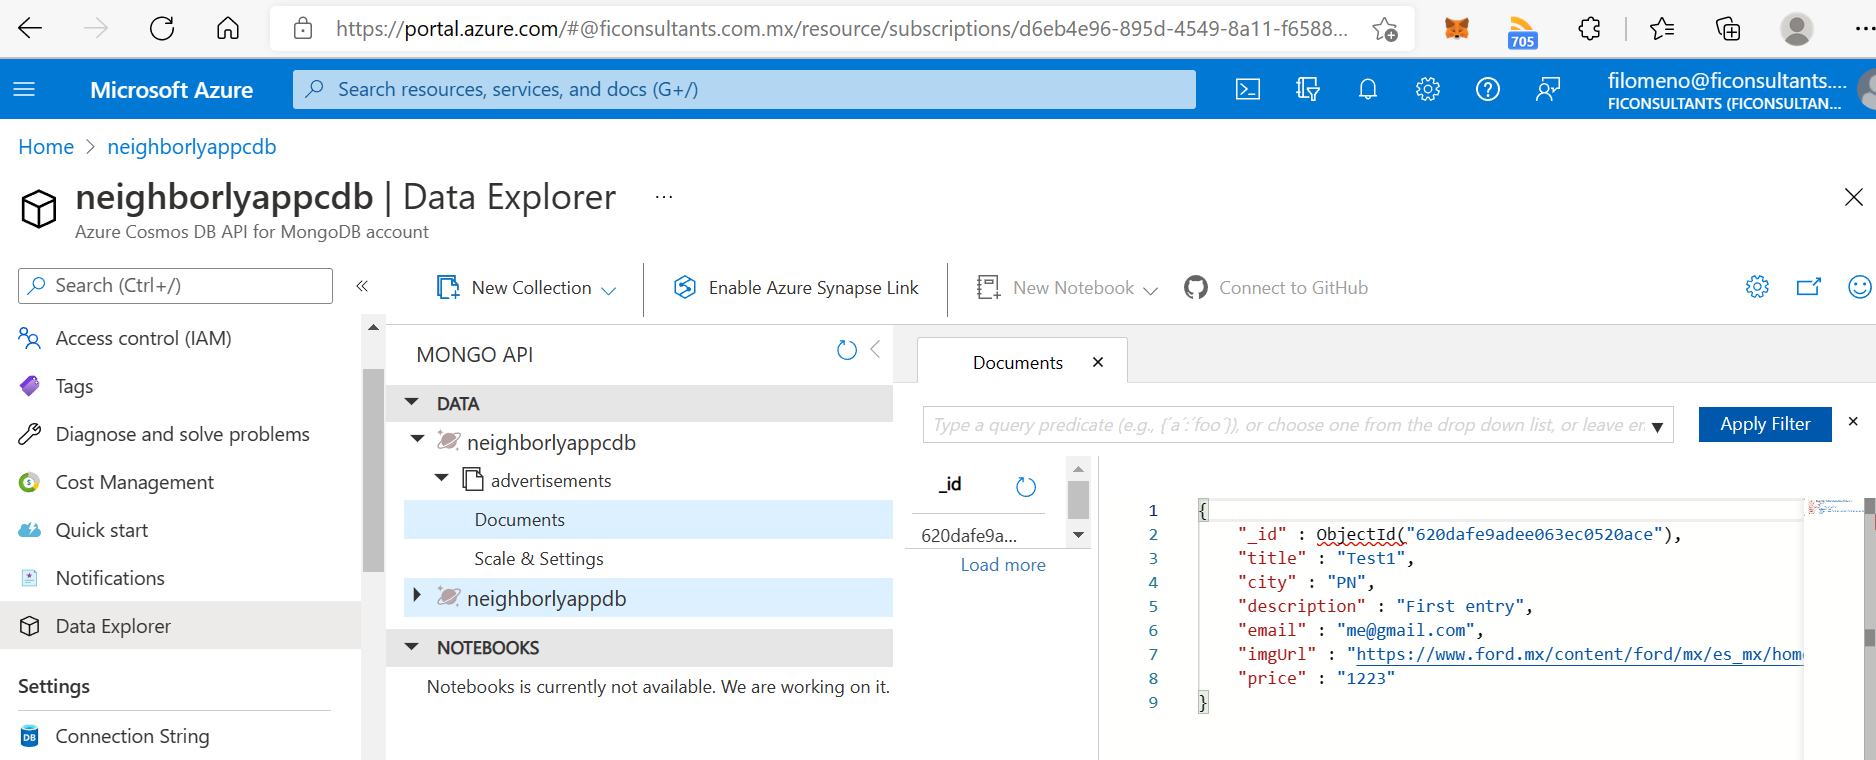 https://portal.azure.com/#@ficonsultants.com.mx/resource/subscriptions/d6eb4e96-895d-4549-8a11-f6588...
705
Microsoft Azure
Search resources, services, and docs (G+/)
filomeno@ficonsultants....
FICONSULTANTS (FICONSULTAN...
Home > neighborlyappcdb
neighborlyappcdb | Data Explorer ...
Azure Cosmos DB API for MongoDB account
Search (Ctrl+/)
«
Access control (IAM)
Tags
Diagnose and solve problems
Cost Management
Quick start
Notifications
Data Explorer
Settings
DB
Connection String
New Collection
Enable Azure Synapse Link
New Notebook
Connect to GitHub
MONGO API
DATA
neighborlyappcdb
advertisements
Documents
Scale & Settings
neighborlyappdb
NOTEBOOKS
Notebooks is currently not available. We are working on it.
Documents
Type a query predicate (e.g., {´a´:´foo´}), or choose one from the drop down list, or leave er
Apply Filter
_id
620dafe9a...
Load more
1 {
2 "_id" : ObjectId("620dafe9adee063ec0520ace"),
3 "title" : "Test1",
4 "city" : "PN",
5 "description" : "First entry",
6 "email" : "me@gmail.com",
7 "imgUrl" : "https://www.ford.mx/content/ford/mx/es_mx/hom
8 "price" : "1223"
9 }